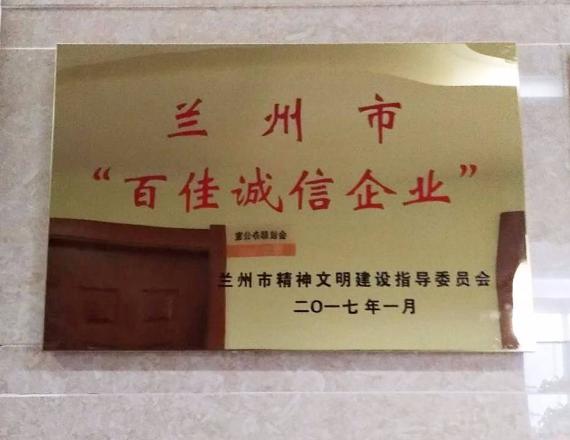 兰州市
“百佳诚信企业”
兰州市精神文明建设指导委员会
二〇一七年一月